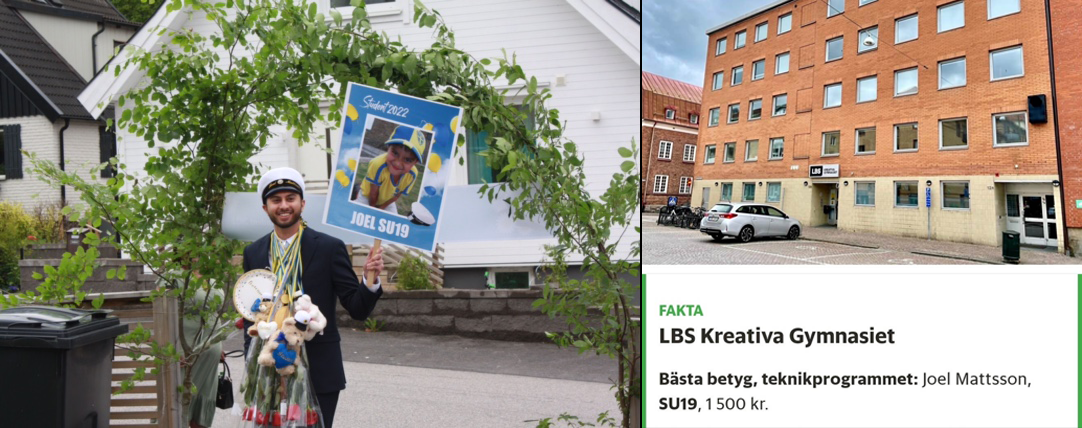 Student 2022
JOEL SU19
LBS
FAKTA
LBS Kreativa Gymnasiet
Bästa betyg, teknikprogrammet: Joel Mattsson,
SU19, 1 500 kr.